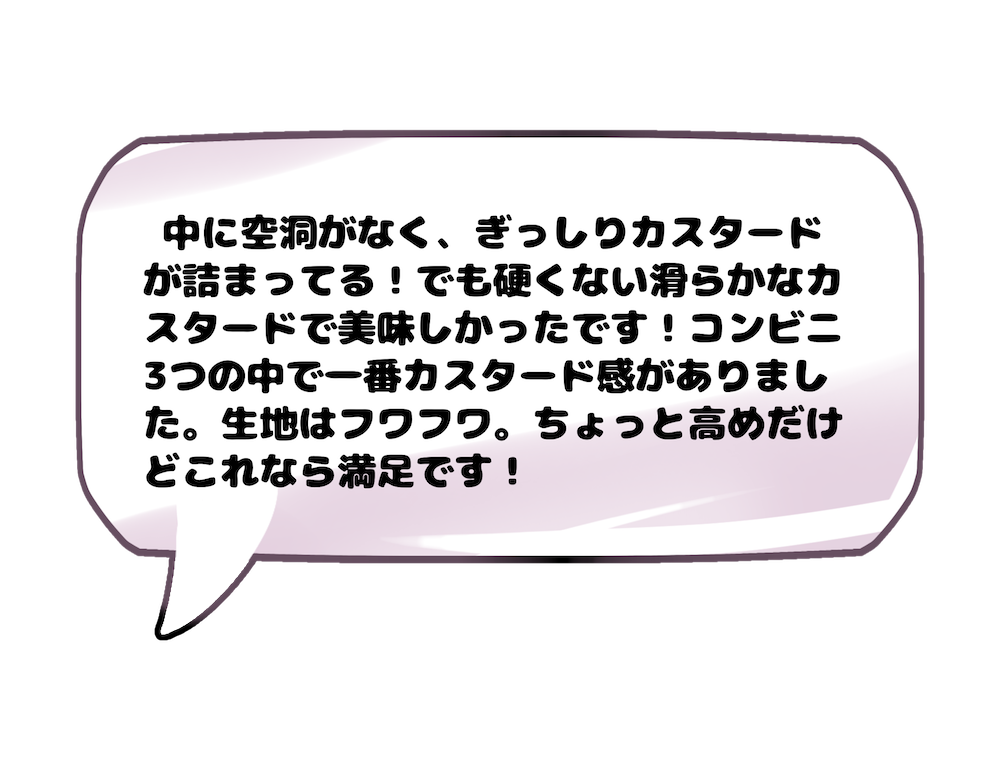 中に空洞がなく、ぎっしりカスタード
が詰まってる！でも硬くない滑らかなカ
スタードで美味しかったです！コンビニ
3つの中で一番カスタード感がありまし
た。生地はフワフワ。ちょっと高めだけ
どこれなら満足です！